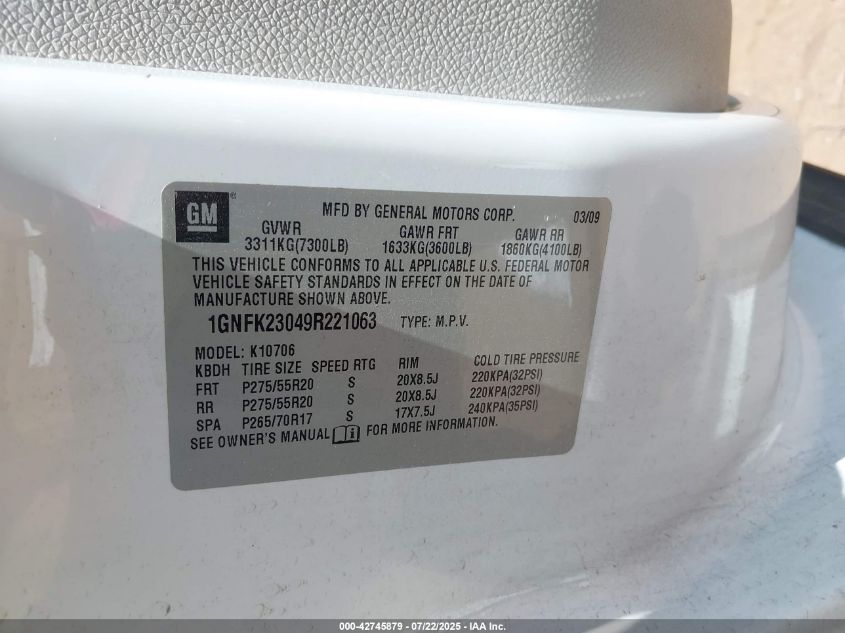 GM ®
MFD BY GENERAL MOTORS CORP. 03/09
GVWR GAWR FRT GAWR RR
3311KG(7300LB) 1633KG(3600LB) 1860KG(4100LB)
THIS VEHICLE CONFORMS TO ALL APPLICABLE U.S. FEDERAL MOTOR
VEHICLE SAFETY STANDARDS IN EFFECT ON THE DATE OF
MANUFACTURE SHOWN ABOVE.
1GNFK23049R221063 TYPE: M.P.V.
MODEL: K10706
KBDH TIRE SIZE SPEED RTG RIM COLD TIRE PRESSURE
FRT P275/55R20 S 20X8.5J 220KPA(32PSI)
RR P275/55R20 S 20X8.5J 220KPA(32PSI)
SPA P265/70R17 S 17X7.5J 240KPA(35PSI)
SEE OWNER'S MANUAL i FOR MORE INFORMATION.
000-42745879 - 07/22/2025 - IAA Inc.